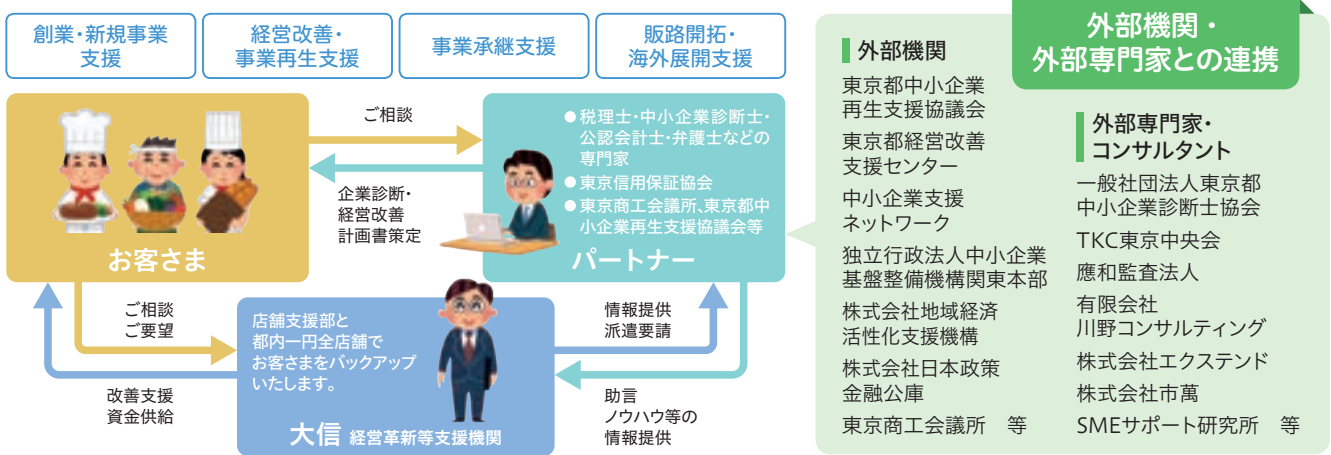 創業・新規事業
支援
経営改善・
事業再生支援
事業承継支援
販路開拓・
海外展開支援
ご相談
企業診断・
経営改善
計画書策定
お客さま
●税理士・中小企業診断士・
公認会計士・弁護士などの
専門家
●東京信用保証協会
●東京商工会議所、東京都中
小企業再生支援協議会等
パートナー
ご相談
ご要望
改善支援
資金供給
店舗支援部と
都内一円全店舗で
お客さまをバックアップ
いたします。
大信 経営革新等支援機関
情報提供
派遣要請
助言
ノウハウ等の
情報提供
外部機関・
外部専門家との連携
外部機関
東京都中小企業
再生支援協議会
東京都経営改善
支援センター
中小企業支援
ネットワーク
独立行政法人中小企業
基盤整備機構関東本部
株式会社地域経済
活性化支援機構
株式会社日本政策
金融公庫
東京商工会議所　等
外部専門家・
コンサルタント
一般社団法人東京都
中小企業診断士協会
TKC東京中央会
應和監査法人
有限会社
川野コンサルティング
株式会社エクステンド
株式会社市萬
SMEサポート研究所　等